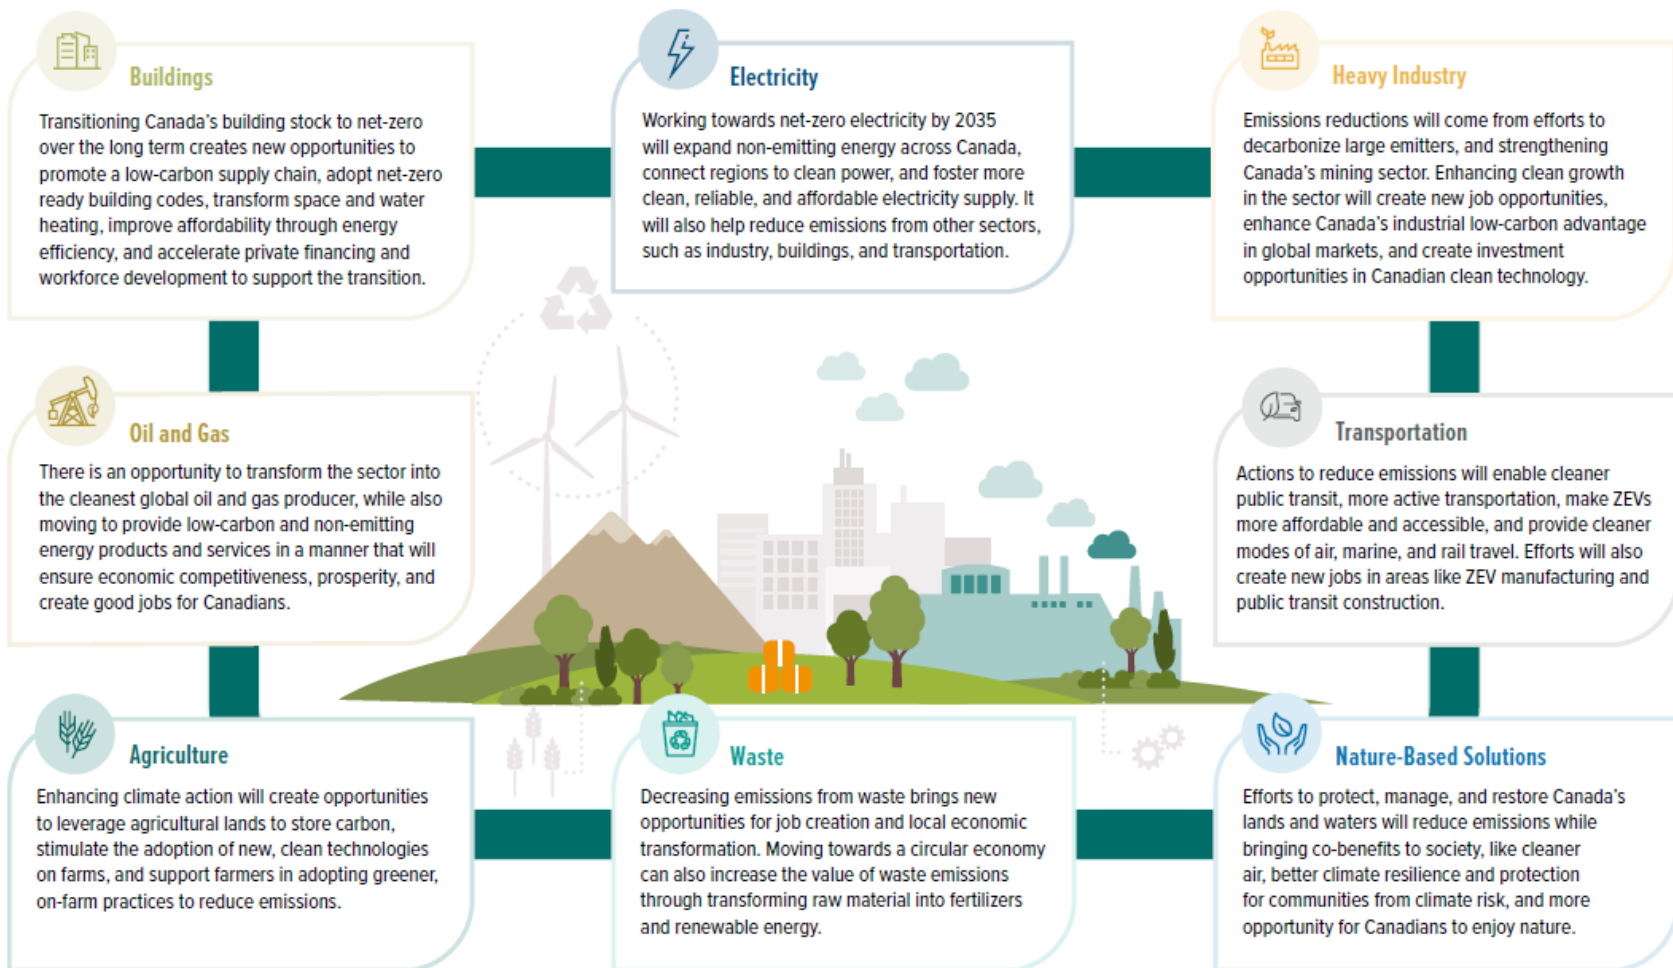 Buildings
Transitioning Canada's building stock to net-zero
over the long term creates new opportunities to
promote a low-carbon supply chain, adopt net-zero
ready building codes, transform space and water
heating, improve affordability through energy
efficiency, and accelerate private financing and
workforce development to support the transition.
Electricity
Working towards net-zero electricity by 2035
will expand non-emitting energy across Canada,
connect regions to clean power, and foster more
clean, reliable, and affordable electricity supply. It
will also help reduce emissions from other sectors,
such as industry, buildings, and transportation.
Heavy Industry
Emissions reductions will come from efforts to
decarbonize large emitters, and strengthening
Canada's mining sector. Enhancing clean growth
in the sector will create new job opportunities,
enhance Canada's industrial low-carbon advantage
in global markets, and create investment
opportunities in Canadian clean technology.
Oil and Gas
There is an opportunity to transform the sector into
the cleanest global oil and gas producer, while also
moving to provide low-carbon and non-emitting
energy products and services in a manner that will
ensure economic competitiveness, prosperity, and
create good jobs for Canadians.
Transportation
Actions to reduce emissions will enable cleaner
public transit, more active transportation, make ZEVs
more affordable and accessible, and provide cleaner
modes of air, marine, and rail travel. Efforts will also
create new jobs in areas like ZEV manufacturing and
public transit construction.
Agriculture
Enhancing climate action will create opportunities
to leverage agricultural lands to store carbon,
stimulate the adoption of new, clean technologies
on farms, and support farmers in adopting greener,
on-farm practices to reduce emissions.
Waste
Decreasing emissions from waste brings new
opportunities for job creation and local economic
transformation. Moving towards a circular economy
can also increase the value of waste emissions
through transforming raw material into fertilizers
and renewable energy.
Nature-Based Solutions
Efforts to protect, manage, and restore Canada's
lands and waters will reduce emissions while
bringing co-benefits to society, like cleaner
air, better climate resilience and protection
for communities from climate risk, and more
opportunity for Canadians to enjoy nature.